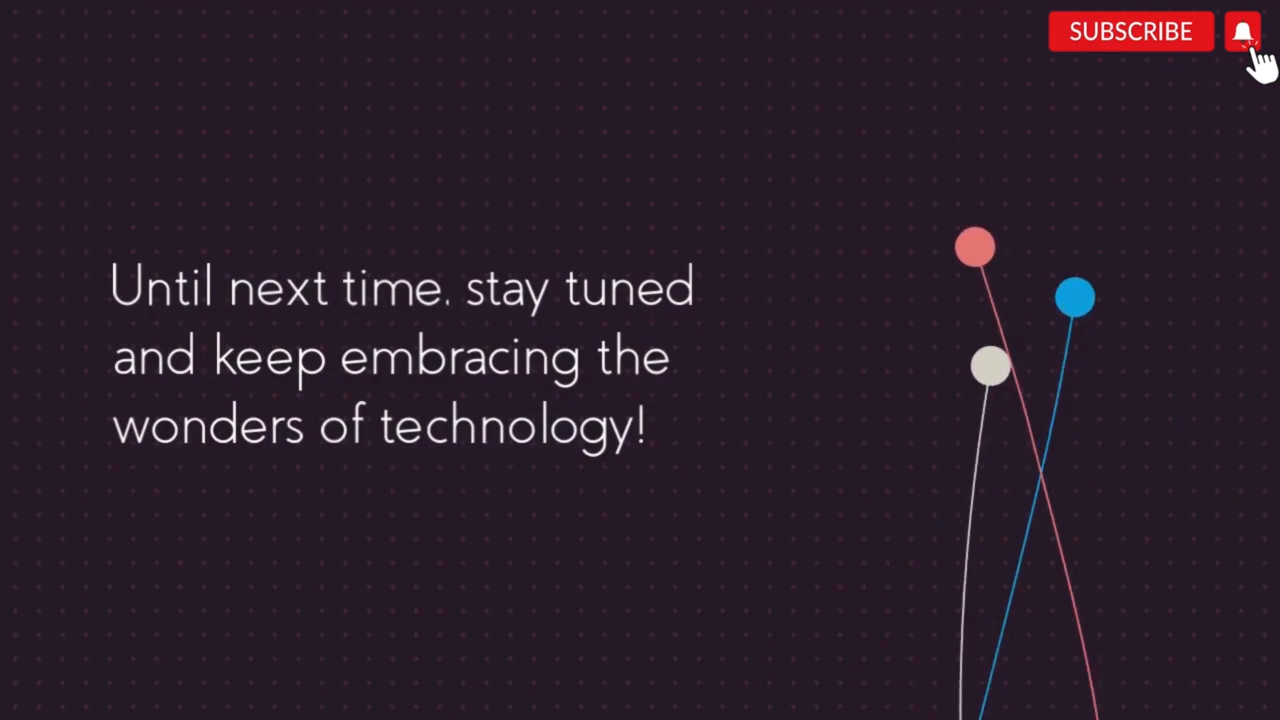 SUBSCRIBE
Until next time, stay tuned
and keep embracing the
wonders of technology!